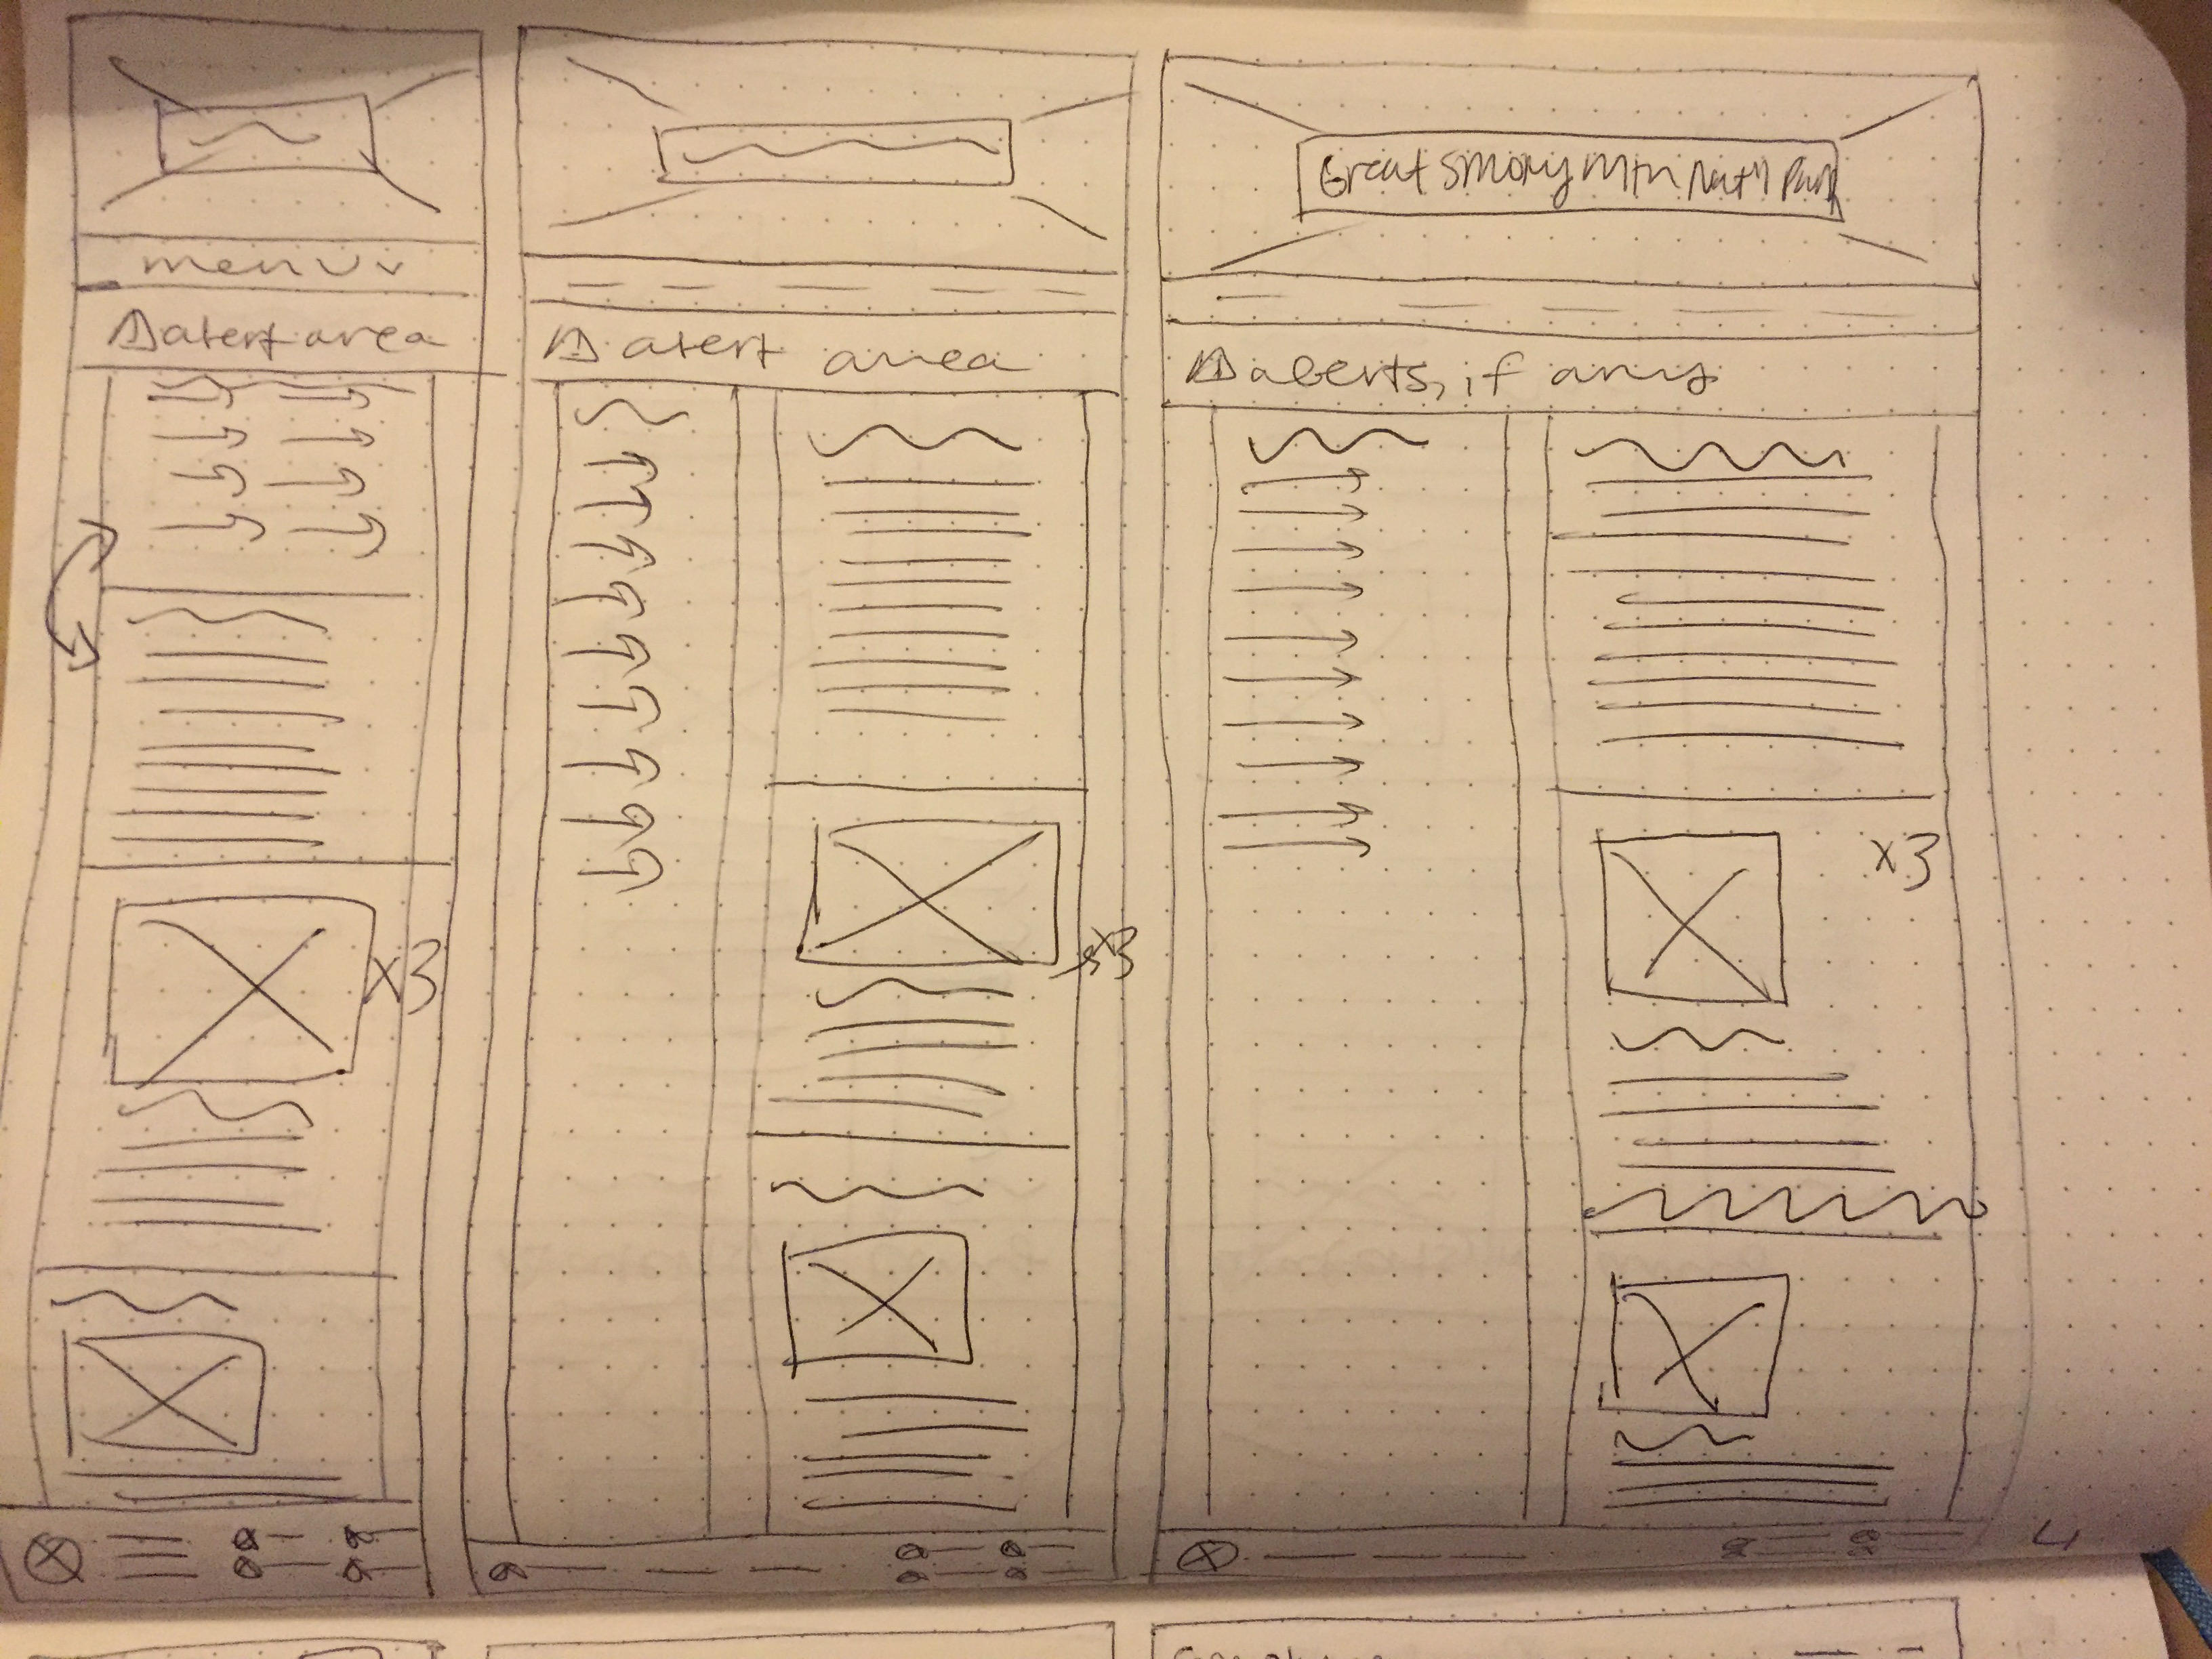 menu v
alert area
x3
alert area
x3
Great Smoky Mtn Nat'l Park
alerts, if any
x3
4